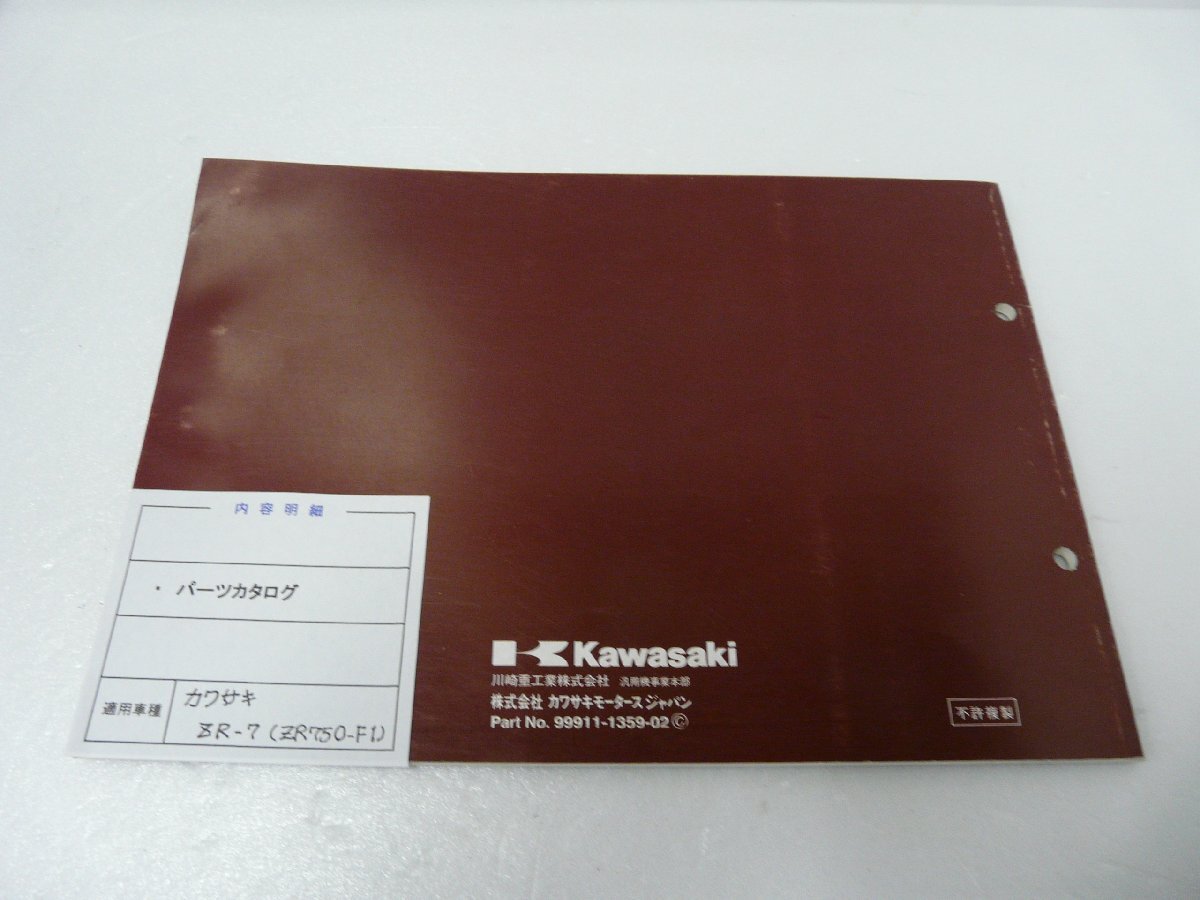 内容明細
・ パーツカタログ
適用車種
カワサキ
ZR-7 (ZR750-F1)
Kawasaki
川崎重工業株式会社 汎用機事業本部
株式会社 カワサキモータースジャパン
Part No. 99911-1359-02 Ⓒ
不許複製